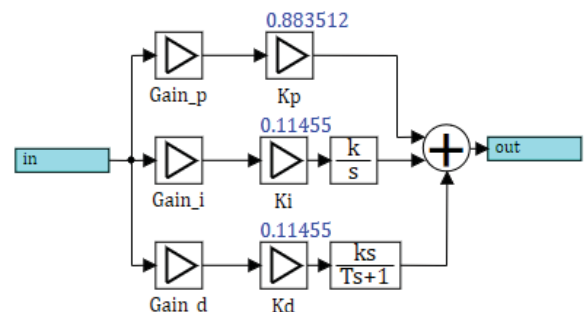 0.883512
Gain_p
Kp
0.11455
in
k
s
+
out
Gain_i
Ki
0.11455
ks
Ts+1
Gain_d
Kd